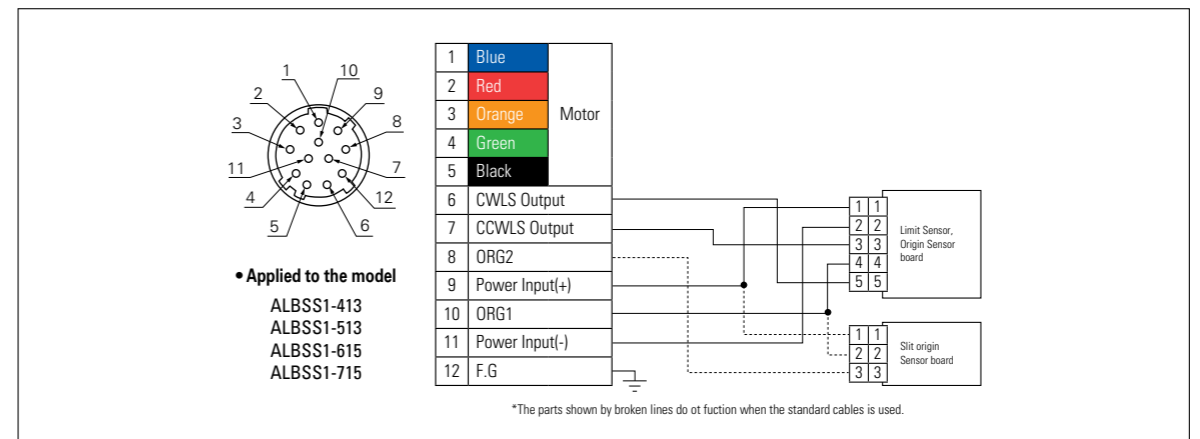 1 10
2 9
3 8
11 7
4 12
5 6
• Applied to the model
ALBSS1-413
ALBSS1-513
ALBSS1-615
ALBSS1-715
1 Blue
2 Red
3 Orange
4 Green
5 Black
Motor
6 CWLS Output
7 CCWLS Output
8 ORG2
9 Power Input(+)
10 ORG1
11 Power Input(-)
12 F.G
1 1
2 2
3 3
4 4
5 5
Limit Sensor,
Origin Sensor
board
1 1
2 2
3 3
Slit origin
Sensor board
*The parts shown by broken lines do ot fuction when the standard cables is used.